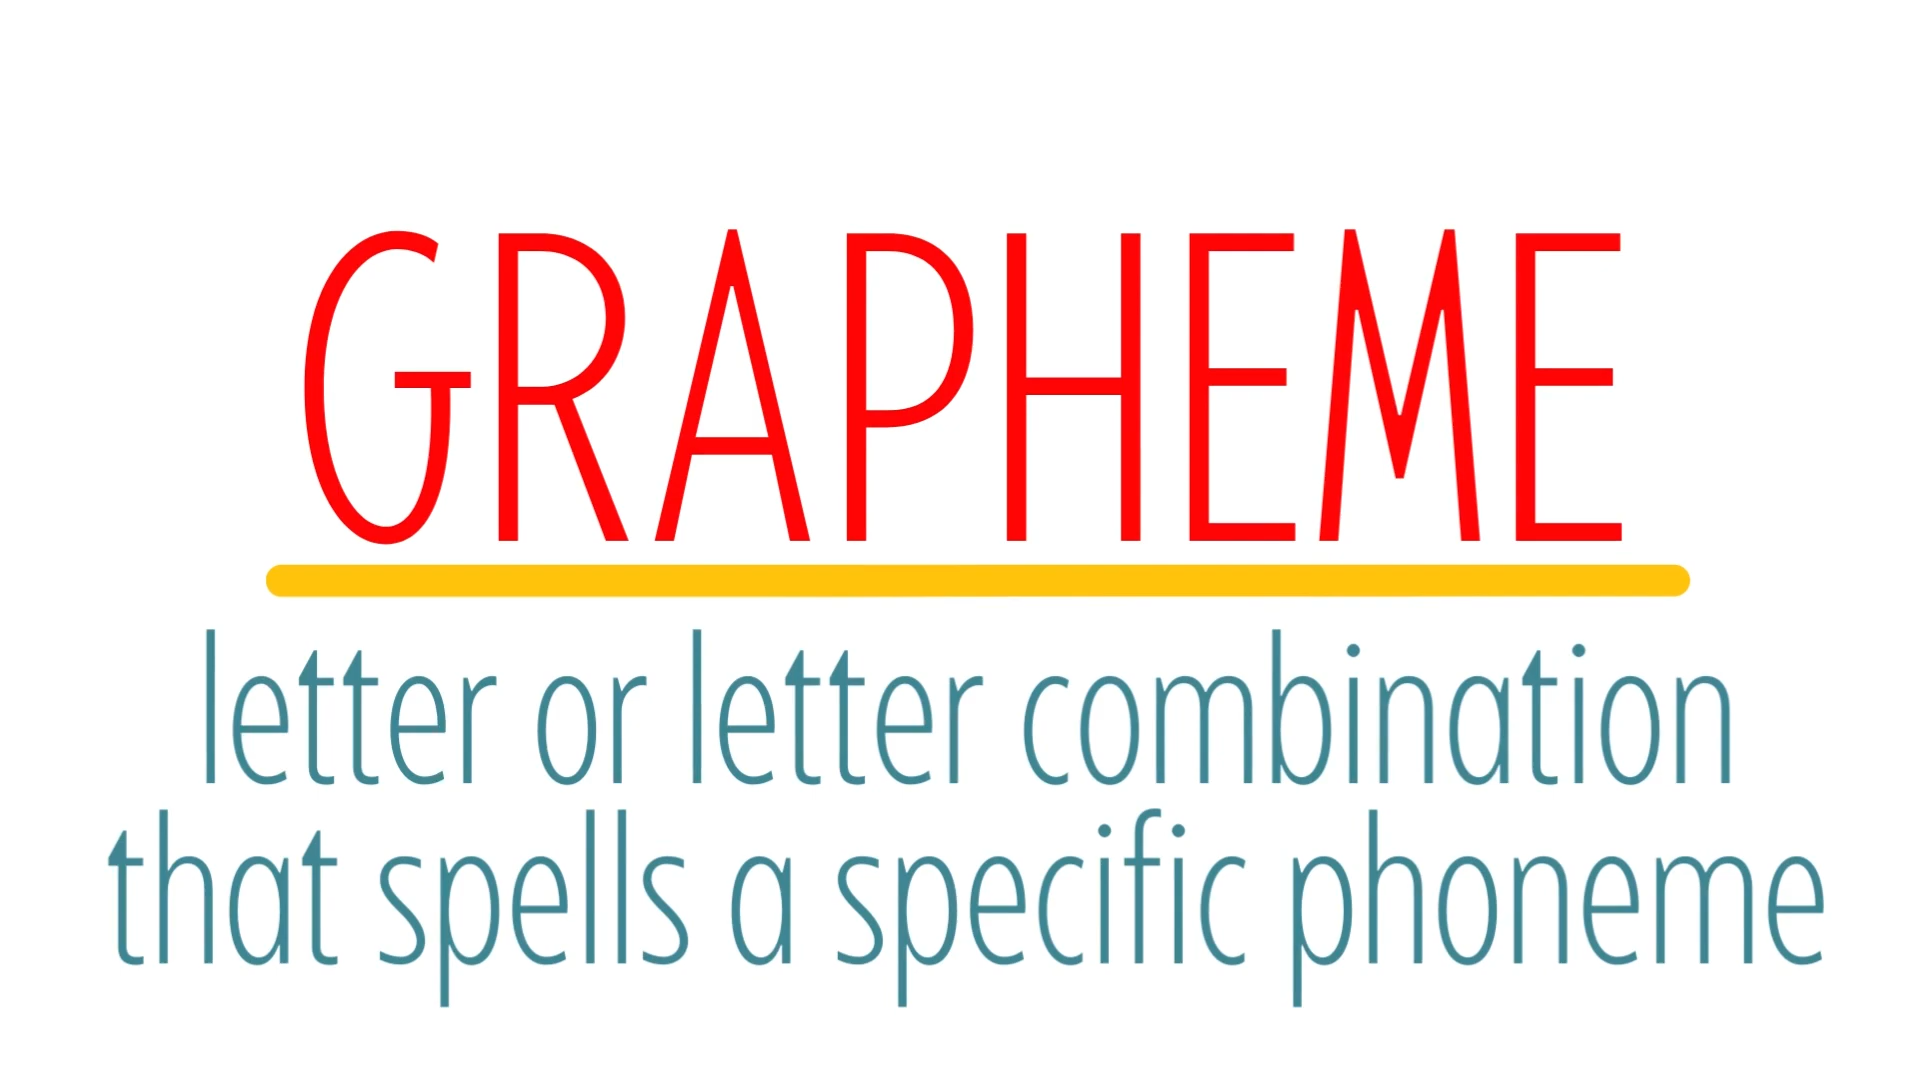 GRAPHEME
letter or letter combination
that spells a specific phoneme